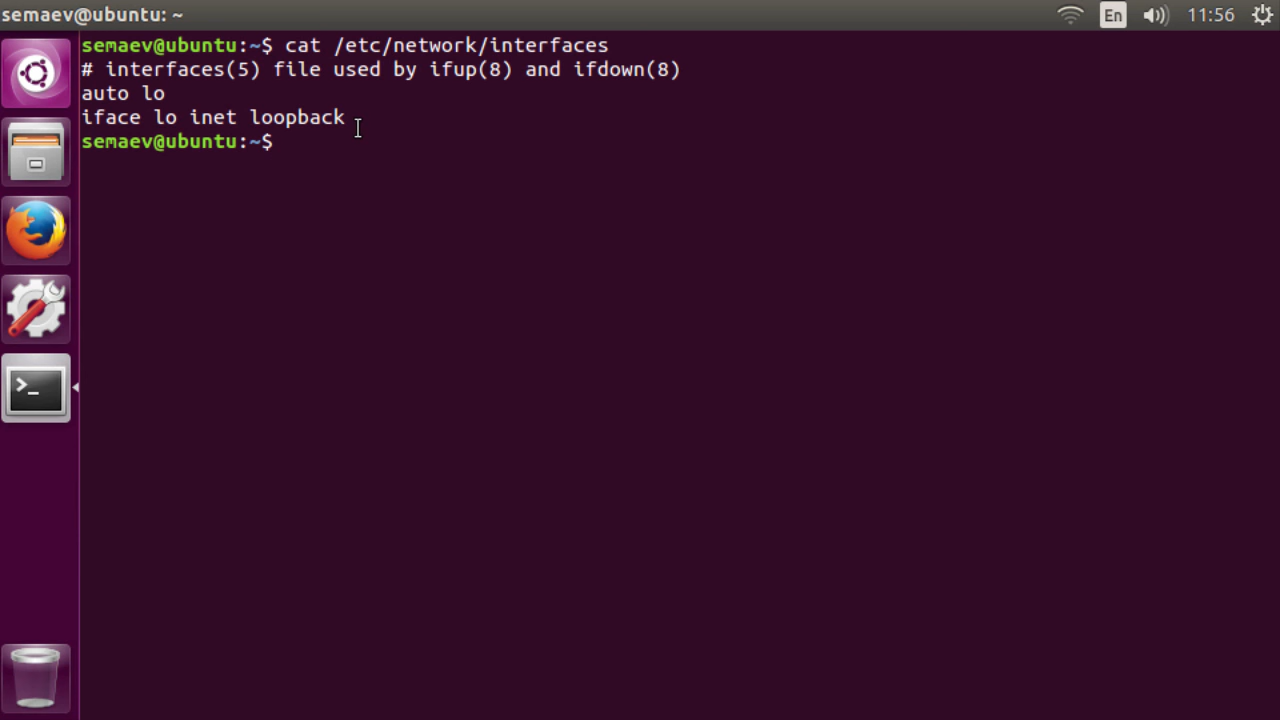 semaev@ubuntu: ~
En
11:56
semaev@ubuntu:~$ cat /etc/network/interfaces
# interfaces(5) file used by ifup(8) and ifdown(8)
auto lo
iface lo inet loopback
semaev@ubuntu:~$
>_